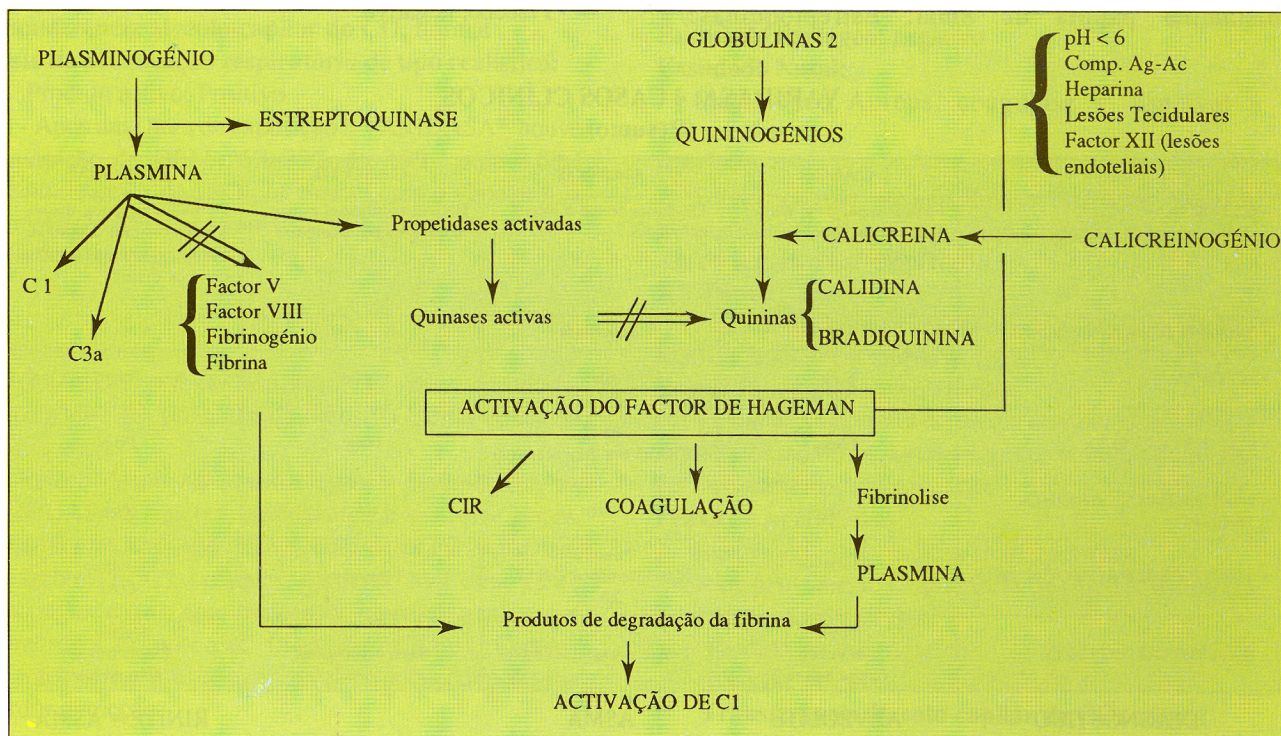 PLASMINOGÉNIO
ESTREPTOQUINASE
PLASMINA
C 1
C3a
Factor V
Factor VIII
Fibrinogénio
Fibrina
Propetidases activadas
Quinases activas
GLOBULINAS 2
QUININOGÉNIOS
CALICREINA
CALICREINOGÉNIO
Quininas
CALIDINA
BRADIQUININA
pH < 6
Comp. Ag-Ac
Heparina
Lesões Tecidulares
Factor XII (lesões
endoteliais)
ACTIVAÇÃO DO FACTOR DE HAGEMAN
CIR
COAGULAÇÃO
Fibrinolise
PLASMINA
Produtos de degradação da fibrina
ACTIVAÇÃO DE C1